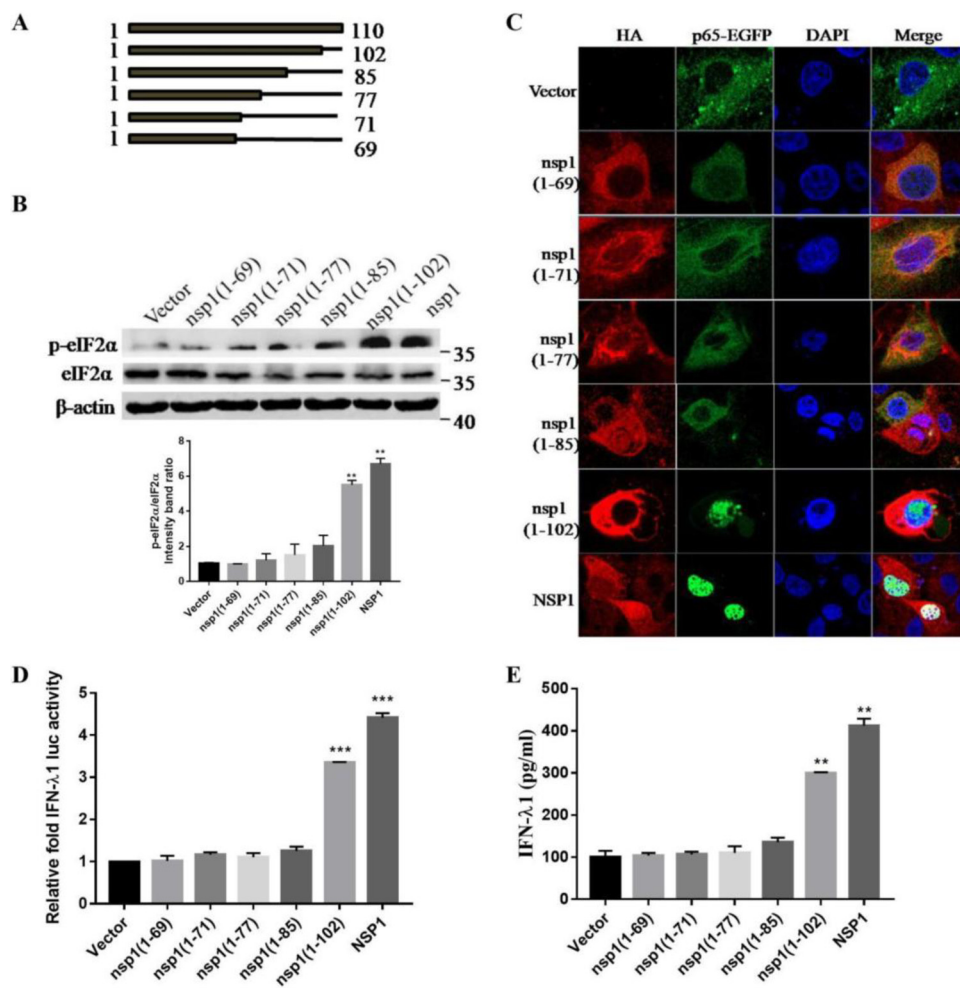 A
1 110
1 102
1 85
1 77
1 71
1 69
B
Vector nsp1(1-69) nsp1(1-71) nsp1(1-77) nsp1(1-85) nsp1(1-102) nsp1
p-eIF2α 35
eIF2α 35
β-actin 40
p-eIF2α/eIF2α
Intensity band ratio
8
6
4
2
0
** **
Vector nsp1(1-69) nsp1(1-71) nsp1(1-77) nsp1(1-85) nsp1(1-102) NSP1
C
HA p65-EGFP DAPI Merge
Vector
nsp1
(1-69)
nsp1
(1-71)
nsp1
(1-77)
nsp1
(1-85)
nsp1
(1-102)
NSP1
D
Relative fold IFN-λ1 luc activity
5
4
3
2
1
0
*** ***
Vector nsp1(1-69) nsp1(1-71) nsp1(1-77) nsp1(1-85) nsp1(1-102) NSP1
E
IFN-λ1 (pg/ml)
500
400
300
200
100
0
** **
Vector nsp1(1-69) nsp1(1-71) nsp1(1-77) nsp1(1-85) nsp1(1-102) NSP1